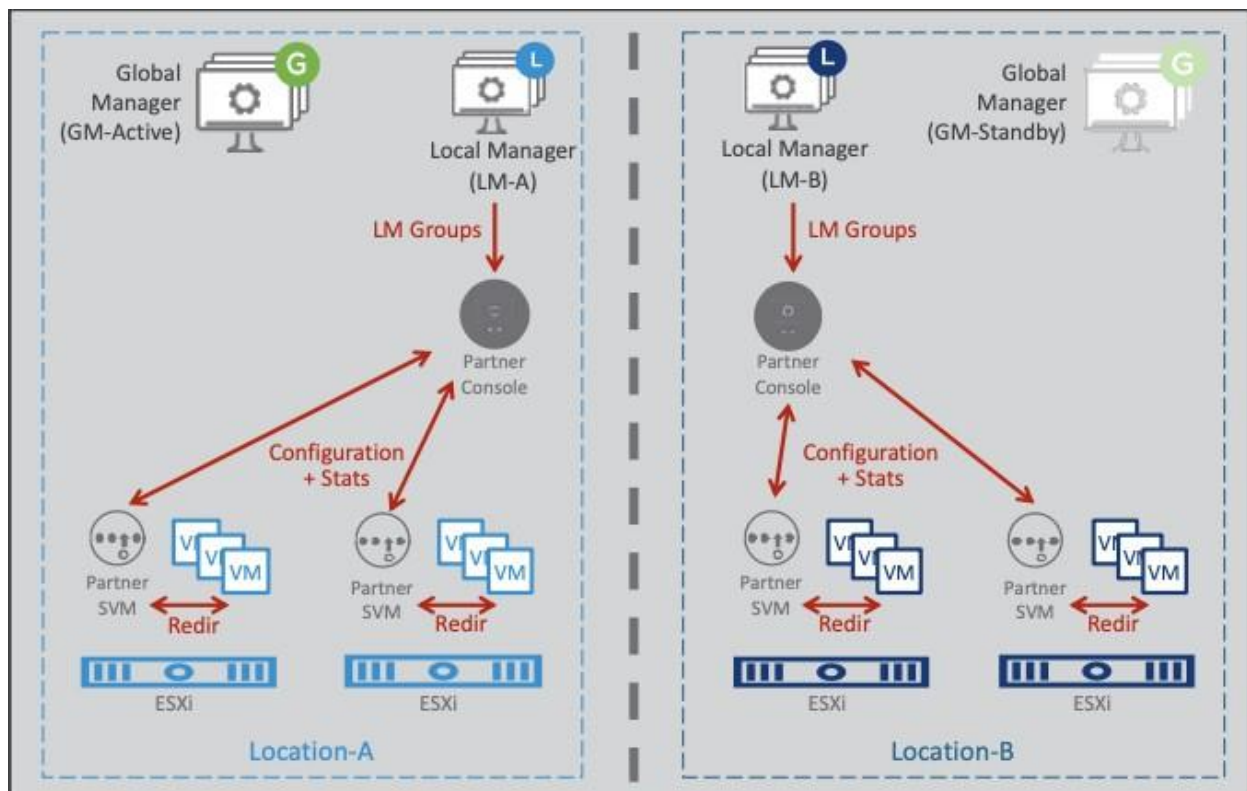 Global
Manager
(GM-Active)
G
L
Local Manager
(LM-A)
LM Groups
Partner
Console
Configuration
+ Stats
Partner
SVM
VM
Redir
ESXi
Partner
SVM
VM
Redir
ESXi
Location-A
L
Local Manager
(LM-B)
Global
Manager
(GM-Standby)
G
LM Groups
Partner
Console
Configuration
+ Stats
Partner
SVM
VM
Redir
ESXi
Partner
SVM
VM
Redir
ESXi
Location-B